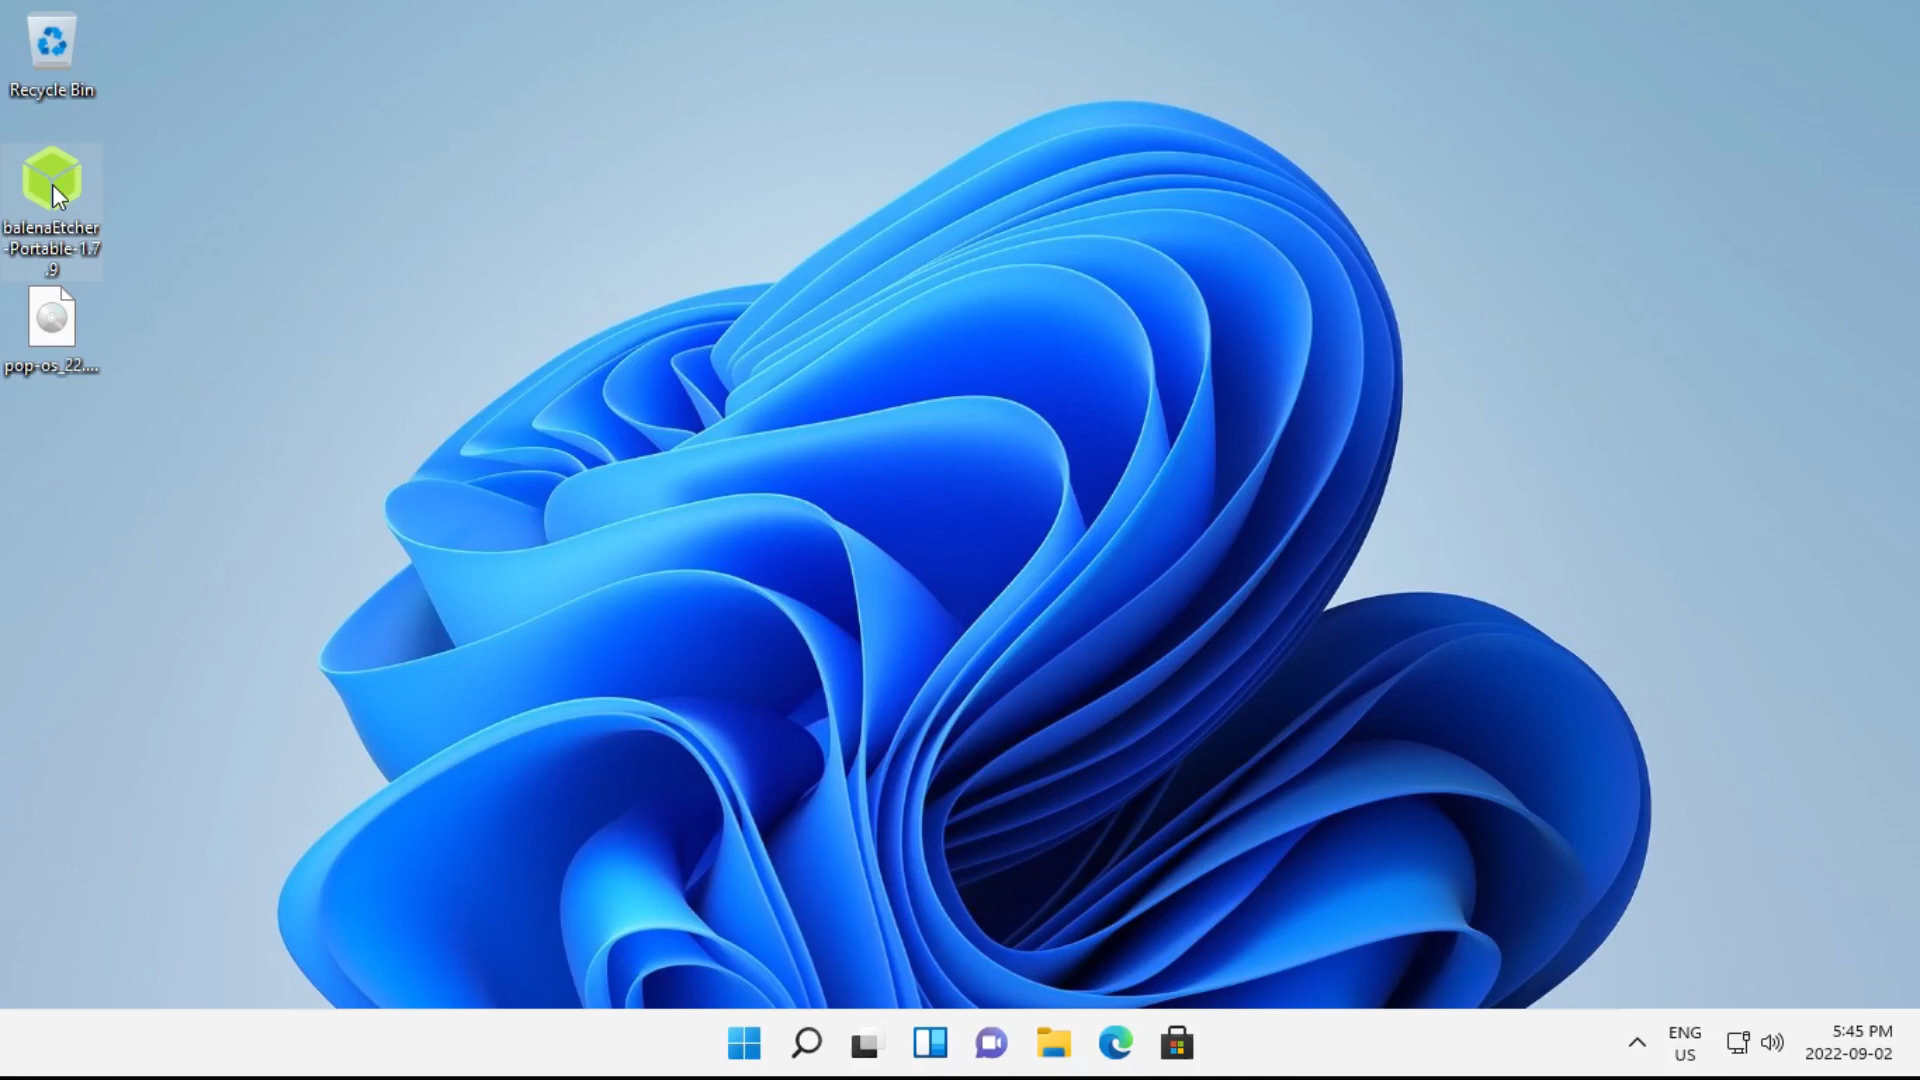 Recycle Bin
balenaEtcher
-Portable-1.7
.9
pop-os_22....
ENG
US
5:45 PM
2022-09-02